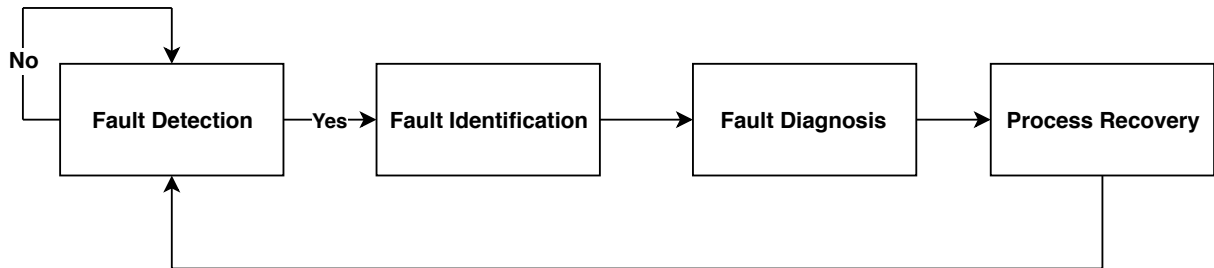 No
Fault Detection
Yes
Fault Identification
Fault Diagnosis
Process Recovery